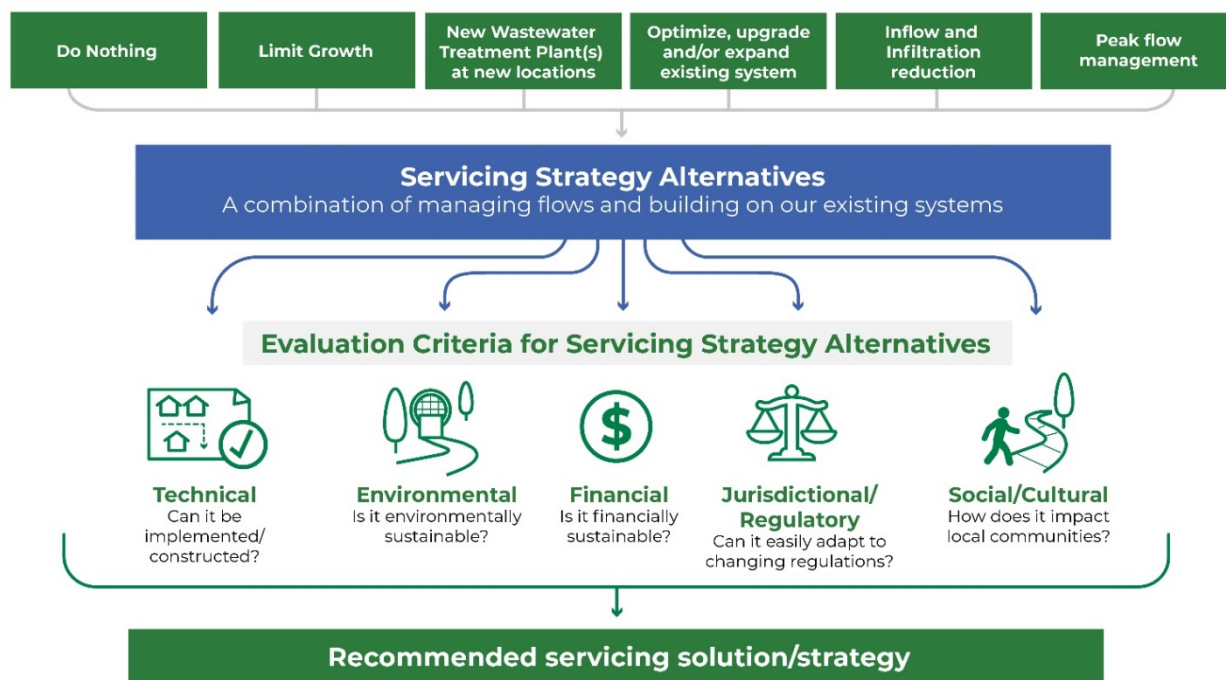 Do Nothing
Limit Growth
New Wastewater
Treatment Plant(s)
at new locations
Optimize, upgrade
and/or expand
existing system
Inflow and
Infiltration
reduction
Peak flow
management
Servicing Strategy Alternatives
A combination of managing flows and building on our existing systems
Evaluation Criteria for Servicing Strategy Alternatives
$
Technical
Can it be
implemented/
constructed?
Environmental
Is it environmentally
sustainable?
Financial
Is it financially
sustainable?
Jurisdictional/
Regulatory
Can it easily adapt to
changing regulations?
Social/Cultural
How does it impact
local communities?
Recommended servicing solution/strategy